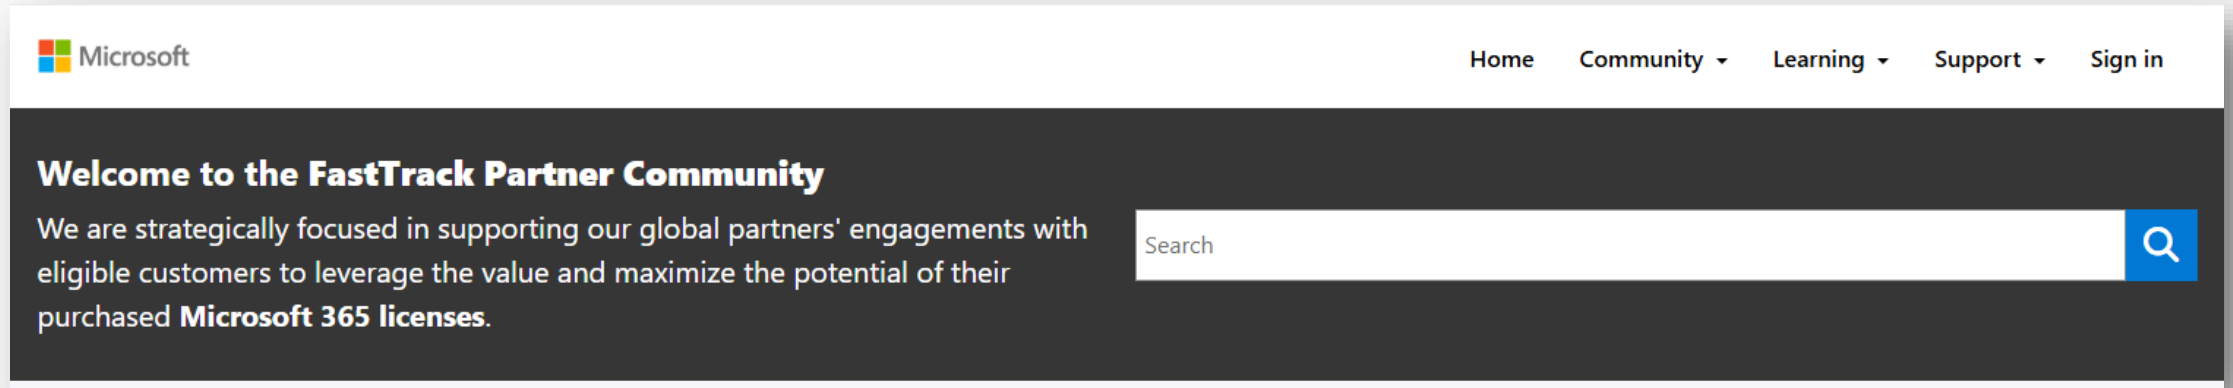 Microsoft
Home Community Learning Support Sign in
Welcome to the FastTrack Partner Community
We are strategically focused in supporting our global partners' engagements with
eligible customers to leverage the value and maximize the potential of their
purchased Microsoft 365 licenses.
Search